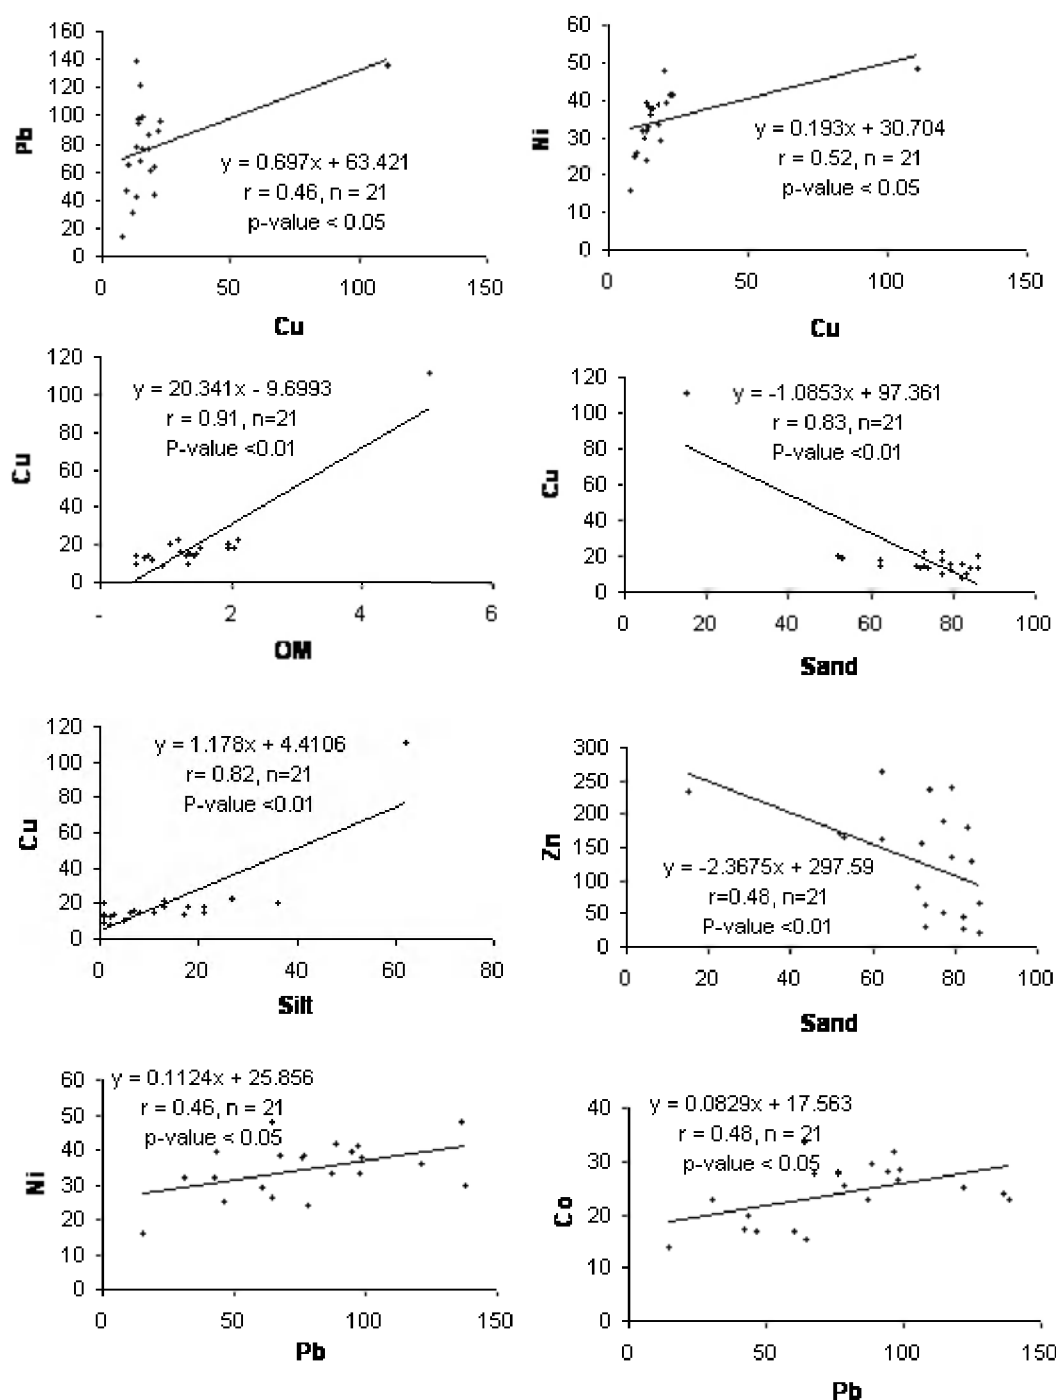 160
140
120
100
80
60
40
20
0
Pb
y = 0.697x + 63.421
r = 0.46, n = 21
p-value < 0.05
0 50 100 150
Cu
60
50
40
30
20
10
0
Ni
y = 0.193x + 30.704
r = 0.52, n = 21
p-value < 0.05
0 50 100 150
Cu
120
100
80
60
40
20
0
Cu
y = 20.341x - 9.6993
r = 0.91, n=21
P-value <0.01
- 2 4 6
OM
120
100
80
60
40
20
0
Cu
y = -1.0853x + 97.361
r = 0.83, n=21
P-value <0.01
0 20 40 60 80 100
Sand
120
100
80
60
40
20
0
Cu
y = 1.178x + 4.4106
r= 0.82, n=21
P-value <0.01
0 20 40 60 80
Silt
300
250
200
150
100
50
0
Zn
y = -2.3675x + 297.59
r=0.48, n=21
P-value <0.01
0 20 40 60 80 100
Sand
60
50
40
30
20
10
0
Ni
y = 0.1124x + 25.856
r = 0.46, n = 21
p-value < 0.05
0 50 100 150
Pb
40
30
20
10
0
Co
y = 0.0829x + 17.563
r = 0.48, n = 21
p-value < 0.05
0 50 100 150
Pb